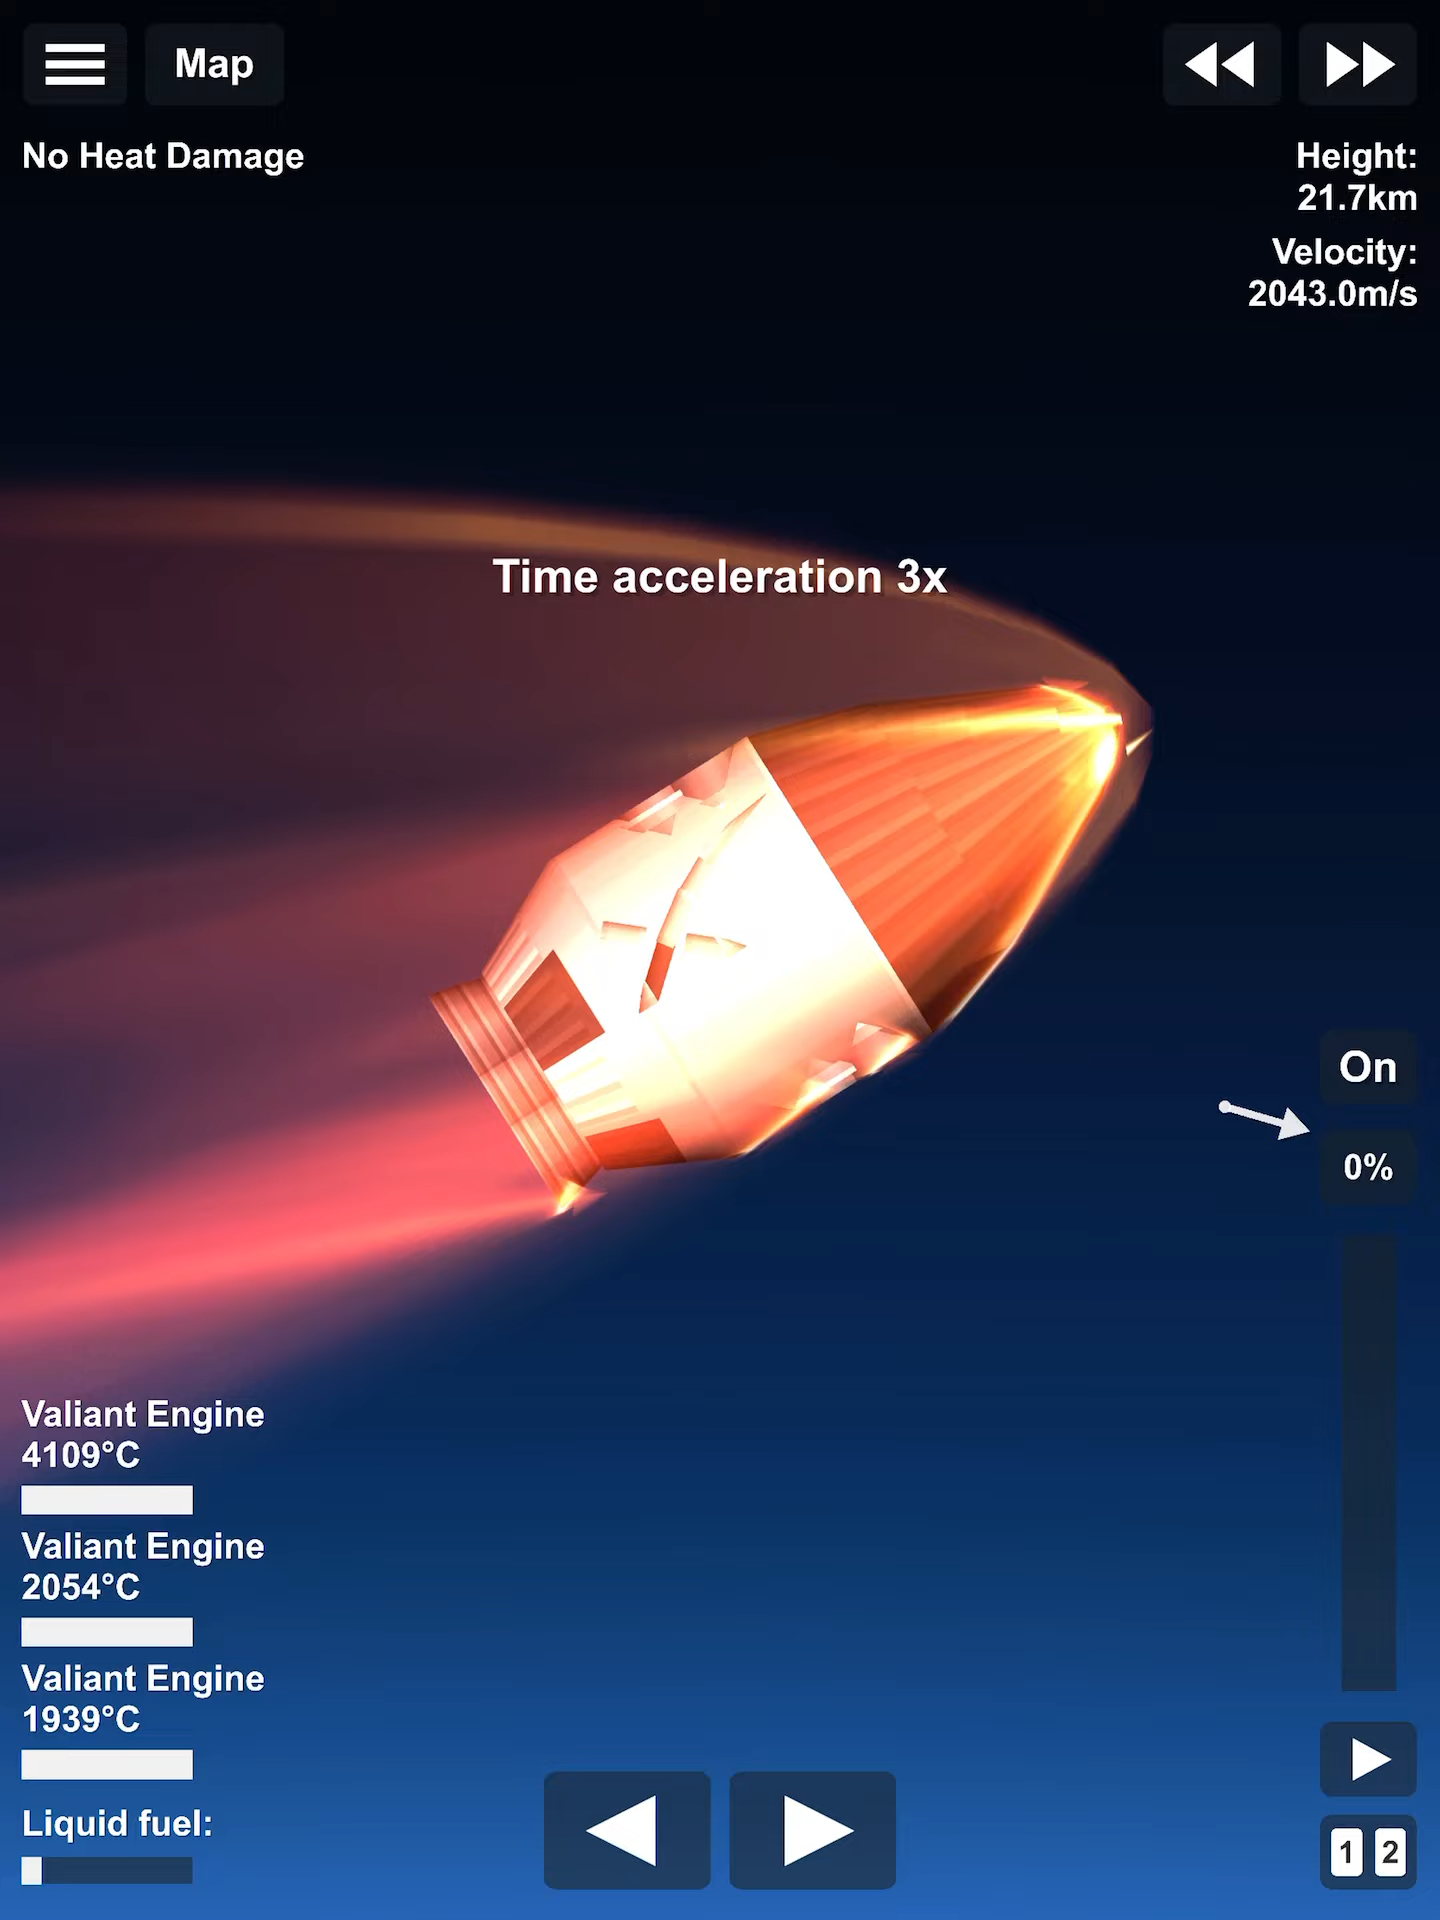 Map
No Heat Damage
Height:
21.7km
Velocity:
2043.0m/s
Time acceleration 3x
On
0%
Valiant Engine
4109°C
Valiant Engine
2054°C
Valiant Engine
1939°C
Liquid fuel:
1 2